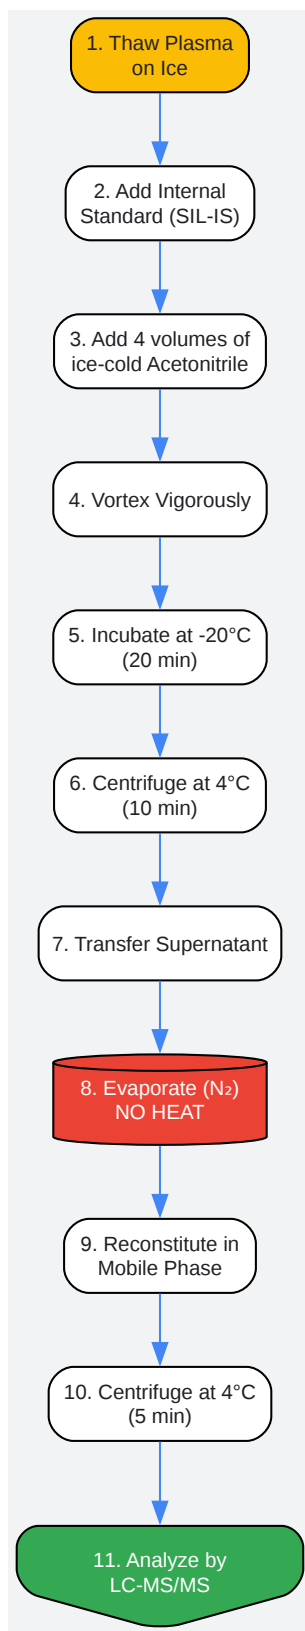 1. Thaw Plasma
on Ice
2. Add Internal
Standard (SIL-IS)
3. Add 4 volumes of
ice-cold Acetonitrile
4. Vortex Vigorously
5. Incubate at -20°C
(20 min)
6. Centrifuge at 4°C
(10 min)
7. Transfer Supernatant
8. Evaporate (N₂)
NO HEAT
9. Reconstitute in
Mobile Phase
10. Centrifuge at 4°C
(5 min)
11. Analyze by
LC-MS/MS